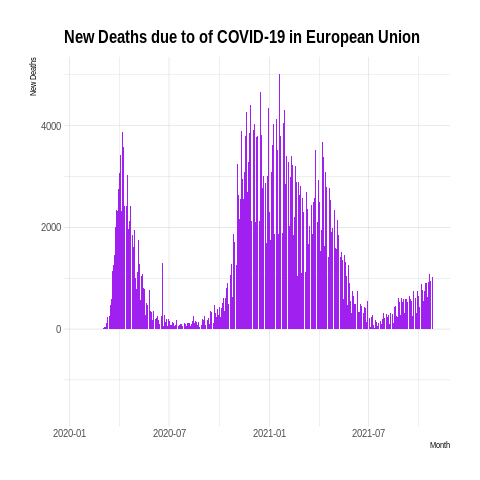 New Deaths due to of COVID-19 in European Union
New Deaths
4000
2000
0
2020-01
2020-07
2021-01
2021-07
Month